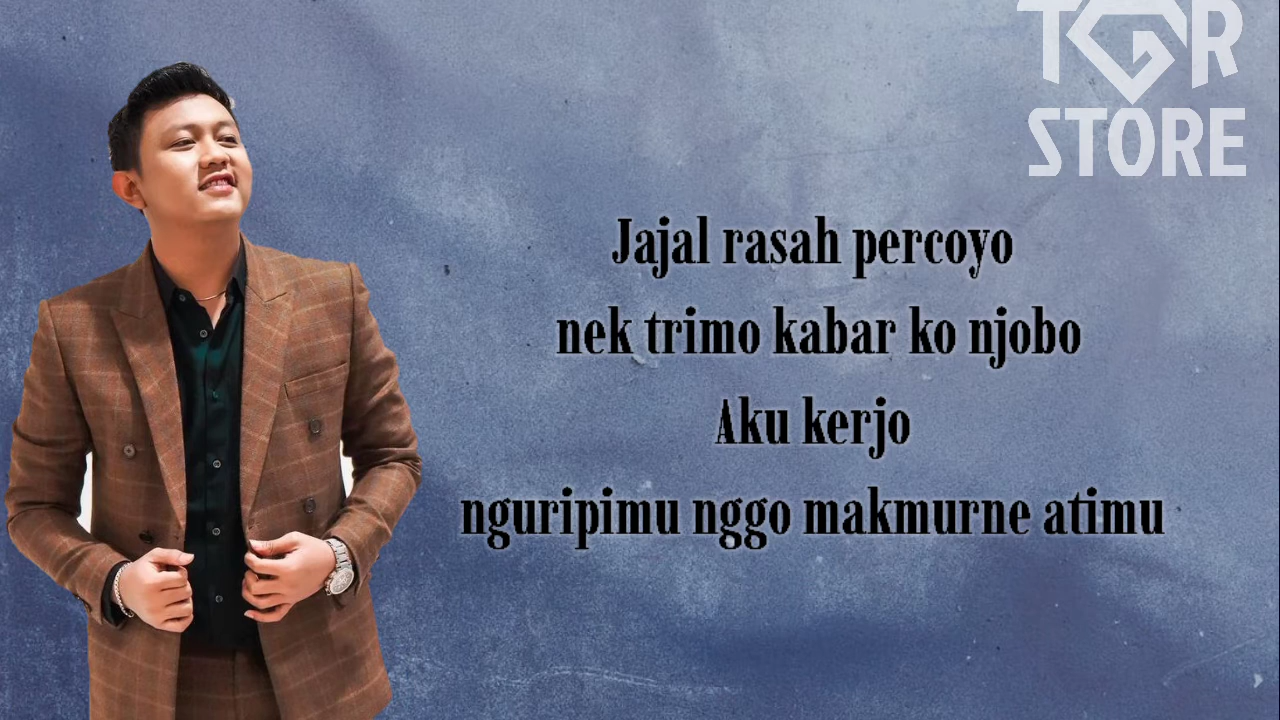 TGR
STORE
Jajal rasah percoyo
nek trimo kabar ko njobo
Aku kerjo
nguripimu nggo makmurne atimu